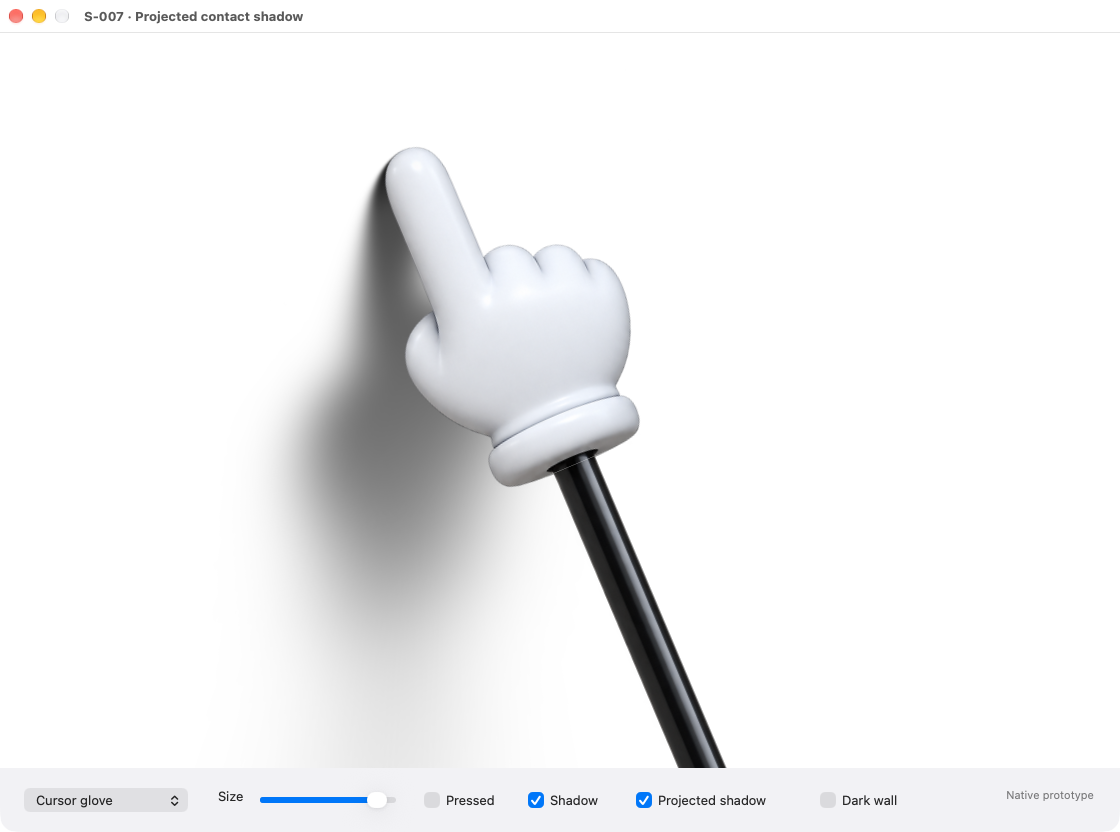 S-007 · Projected contact shadow
Cursor glove
Size
Pressed
Shadow
Projected shadow
Dark wall
Native prototype